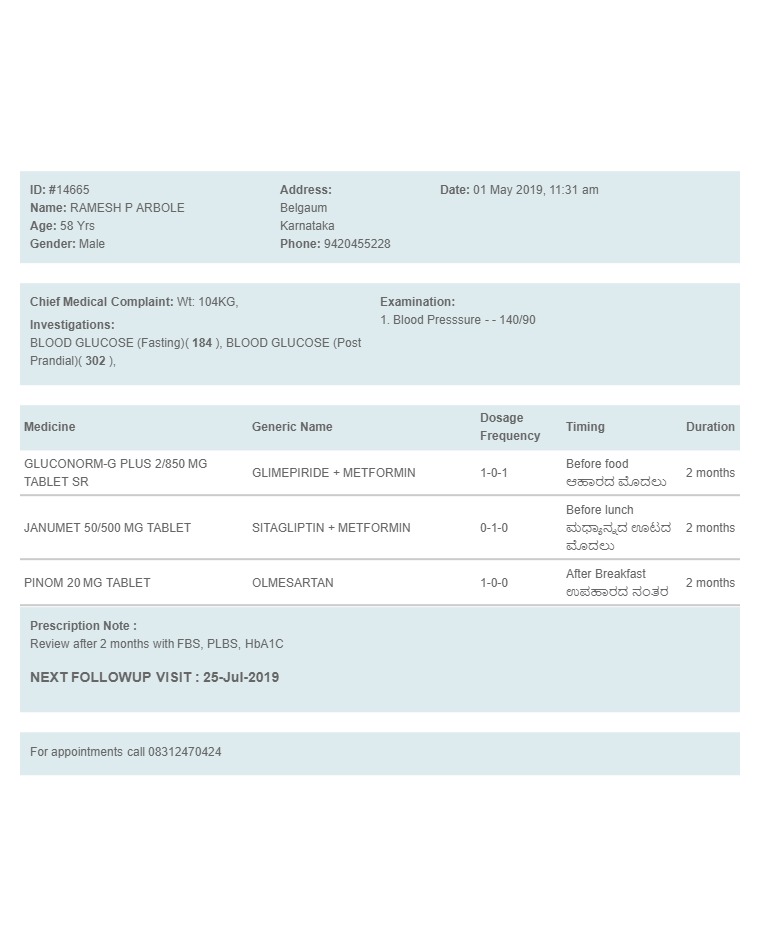 ID: #14665
Name: RAMESH P ARBOLE
Age: 58 Yrs
Gender: Male
Address:
Belgaum
Karnataka
Phone: 9420455228
Date: 01 May 2019, 11:31 am
Chief Medical Complaint: Wt: 104KG,
Investigations:
BLOOD GLUCOSE (Fasting)( 184 ), BLOOD GLUCOSE (Post
Prandial)( 302 ),
Examination:
1. Blood Presssure - - 140/90
Medicine Generic Name Dosage Frequency Timing Duration
GLUCONORM-G PLUS 2/850 MG
TABLET SR
GLIMEPIRIDE + METFORMIN
1-0-1
Before food
ಆಹಾರದ ಮೊದಲು
2 months
JANUMET 50/500 MG TABLET
SITAGLIPTIN + METFORMIN
0-1-0
Before lunch
ಮಧ್ಯಾನ್ನದ ಊಟದ
ಮೊದಲು
2 months
PINOM 20 MG TABLET
OLMESARTAN
1-0-0
After Breakfast
ಉಪಹಾರದ ನಂತರ
2 months
Prescription Note :
Review after 2 months with FBS, PLBS, HbA1C
NEXT FOLLOWUP VISIT : 25-Jul-2019
For appointments call 08312470424